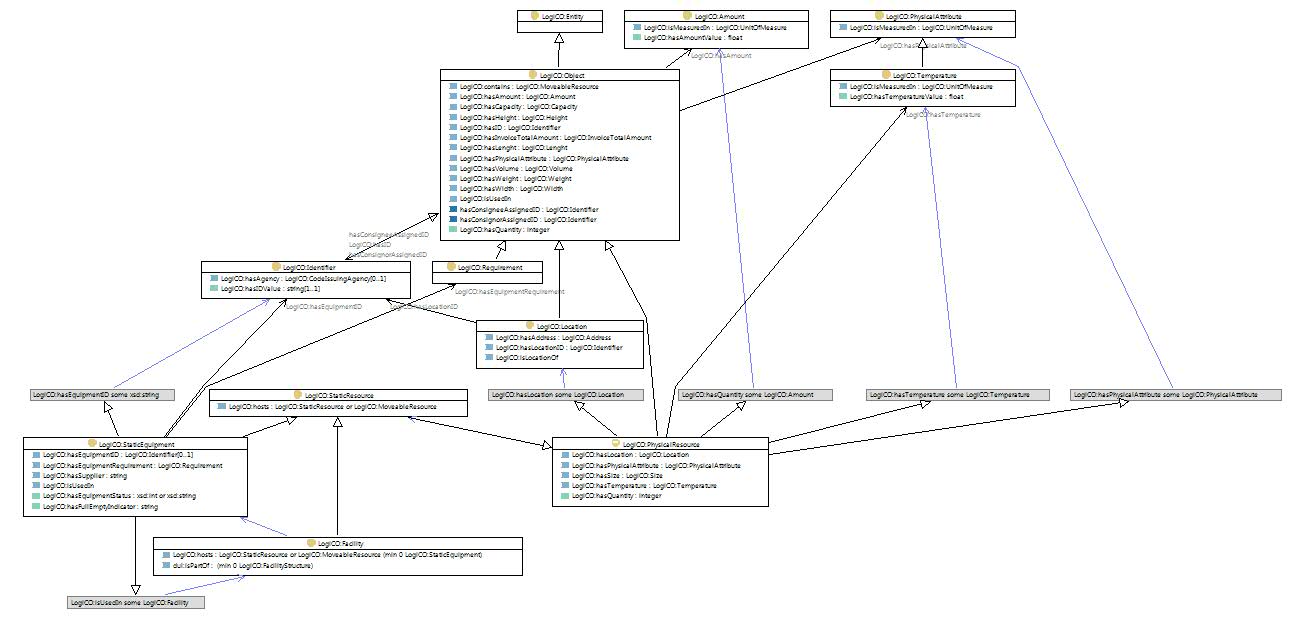 LogiCO:Entity
LogiCO:Amount
LogiCO:isMeasuredIn : LogiCO:UnitOfMeasure
LogiCO:hasAmountValue : float
LogiCO:PhysicalAttribute
LogiCO:isMeasuredIn : LogiCO:UnitOfMeasure
LogiCO:hasPhysicalAttribute
LogiCO:hasAmount
LogiCO:Object
LogiCO:contains : LogiCO:MoveableResource
LogiCO:hasAmount : LogiCO:Amount
LogiCO:hasCapacity : LogiCO:Capacity
LogiCO:hasHeight : LogiCO:Height
LogiCO:hasID : LogiCO:Identifier
LogiCO:hasInvoiceTotalAmount : LogiCO:InvoiceTotalAmount
LogiCO:hasLenght : LogiCO:Lenght
LogiCO:hasPhysicalAttribute : LogiCO:PhysicalAttribute
LogiCO:hasVolume : LogiCO:Volume
LogiCO:hasWeight : LogiCO:Weight
LogiCO:hasWidth : LogiCO:Width
LogiCO:isUsedIn
hasConsigneeAssignedID : LogiCO:Identifier
hasConsignorAssignedID : LogiCO:Identifier
LogiCO:hasQuantity : integer
LogiCO:Temperature
LogiCO:isMeasuredIn : LogiCO:UnitOfMeasure
LogiCO:hasTemperatureValue : float
LogiCO:hasTemperature
hasConsigneeAssignedID
LogiCO:hasID
hasConsignorAssignedID
LogiCO:Identifier
LogiCO:hasAgency : LogiCO:CodeIssuingAgency[0..1]
LogiCO:hasIDValue : string[1..1]
LogiCO:Requirement
LogiCO:hasEquipmentRequirement
LogiCO:hasEquipmentID
LogiCO:hasLocationID
LogiCO:Location
LogiCO:hasAddress : LogiCO:Address
LogiCO:hasLocationID : LogiCO:Identifier
LogiCO:isLocationOf
LogiCO:hasEquipmentID some xsd:string
LogiCO:StaticResource
LogiCO:hosts : LogiCO:StaticResource or LogiCO:MoveableResource
LogiCO:hasLocation some LogiCO:Location
LogiCO:hasQuantity some LogiCO:Amount
LogiCO:hasTemperature some LogiCO:Temperature
LogiCO:hasPhysicalAttribute some LogiCO:PhysicalAttribute
LogiCO:StaticEquipment
LogiCO:hasEquipmentID : LogiCO:Identifier[0..1]
LogiCO:hasEquipmentRequirement : LogiCO:Requirement
LogiCO:hasSupplier : string
LogiCO:isUsedIn
LogiCO:hasEquipmentStatus : xsd:int or xsd:string
LogiCO:hasFullEmptyIndicator : string
LogiCO:PhysicalResource
LogiCO:hasLocation : LogiCO:Location
LogiCO:hasPhysicalAttribute : LogiCO:PhysicalAttribute
LogiCO:hasSize : LogiCO:Size
LogiCO:hasTemperature : LogiCO:Temperature
LogiCO:hasQuantity : integer
LogiCO:Facility
LogiCO:hosts : LogiCO:StaticResource or LogiCO:MoveableResource (min 0 LogiCO:StaticEquipment)
dul:isPartOf : (min 0 LogiCO:FacilityStructure)
LogiCO:isUsedIn some LogiCO:Facility